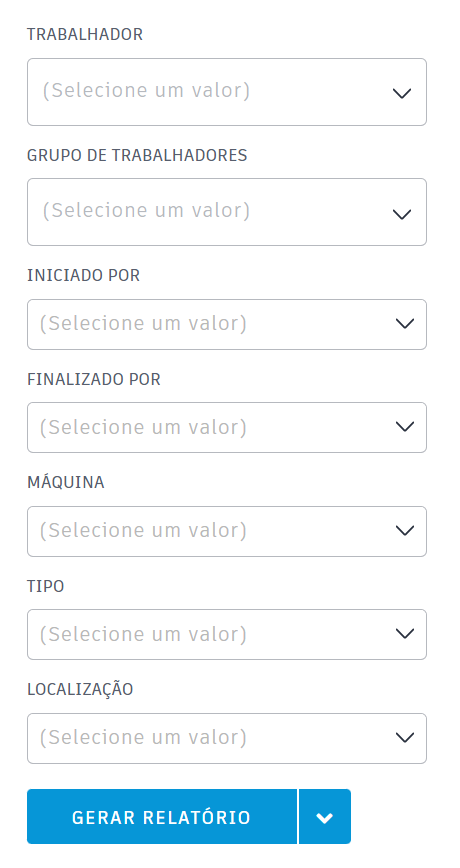 TRABALHADOR
(Selecione um valor)
GRUPO DE TRABALHADORES
(Selecione um valor)
INICIADO POR
(Selecione um valor)
FINALIZADO POR
(Selecione um valor)
MÁQUINA
(Selecione um valor)
TIPO
(Selecione um valor)
LOCALIZAÇÃO
(Selecione um valor)
GERAR RELATÓRIO